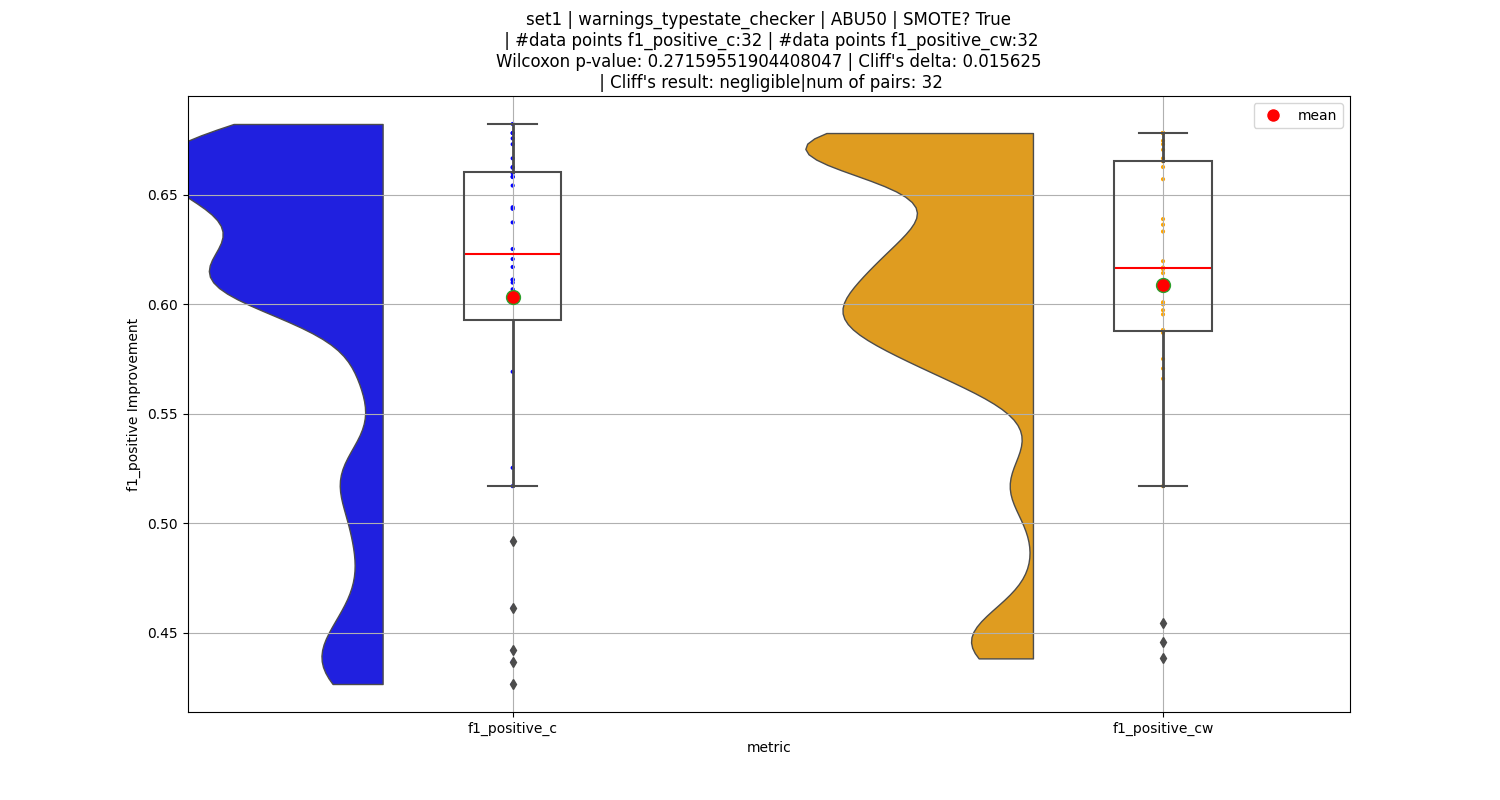 set1 | warnings_typestate_checker | ABU50 | SMOTE? True
| #data points f1_positive_c:32 | #data points f1_positive_cw:32
Wilcoxon p-value: 0.27159551904408047 | Cliff's delta: 0.015625
| Cliff's result: negligible|num of pairs: 32
mean
0.65
0.60
0.55
0.50
0.45
f1_positive Improvement
f1_positive_c
f1_positive_cw
metric